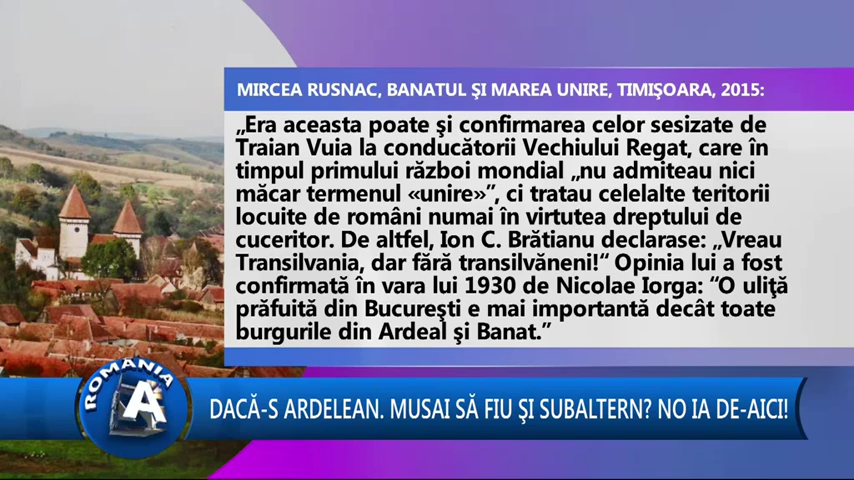 MIRCEA RUSNAC, BANATUL ŞI MAREA UNIRE, TIMIŞOARA, 2015:
„Era aceasta poate şi confirmarea celor sesizate de
Traian Vuia la conducătorii Vechiului Regat, care în
timpul primului război mondial „nu admiteau nici
măcar termenul «unire»”, ci tratau celelalte teritorii
locuite de români numai în virtutea dreptului de
cuceritor. De altfel, Ion C. Brătianu declarase: „Vreau
Transilvania, dar fără transilvăneni!“ Opinia lui a fost
confirmată în vara lui 1930 de Nicolae Iorga: “O uliţă
prăfuită din Bucureşti e mai importantă decât toate
burgurile din Ardeal şi Banat.”
ROMANIA
A
DACĂ-S ARDELEAN. MUSAI SĂ FIU ŞI SUBALTERN? NO IA DE-AICI!